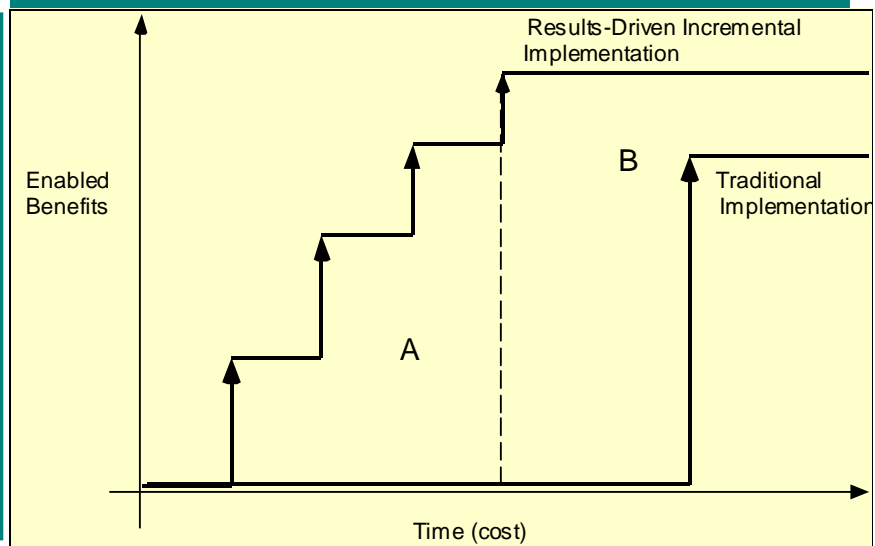 Results-Driven Incremental
Implementation
B
Enabled
Benefits
Traditional
Implementation
A
Time (cost)